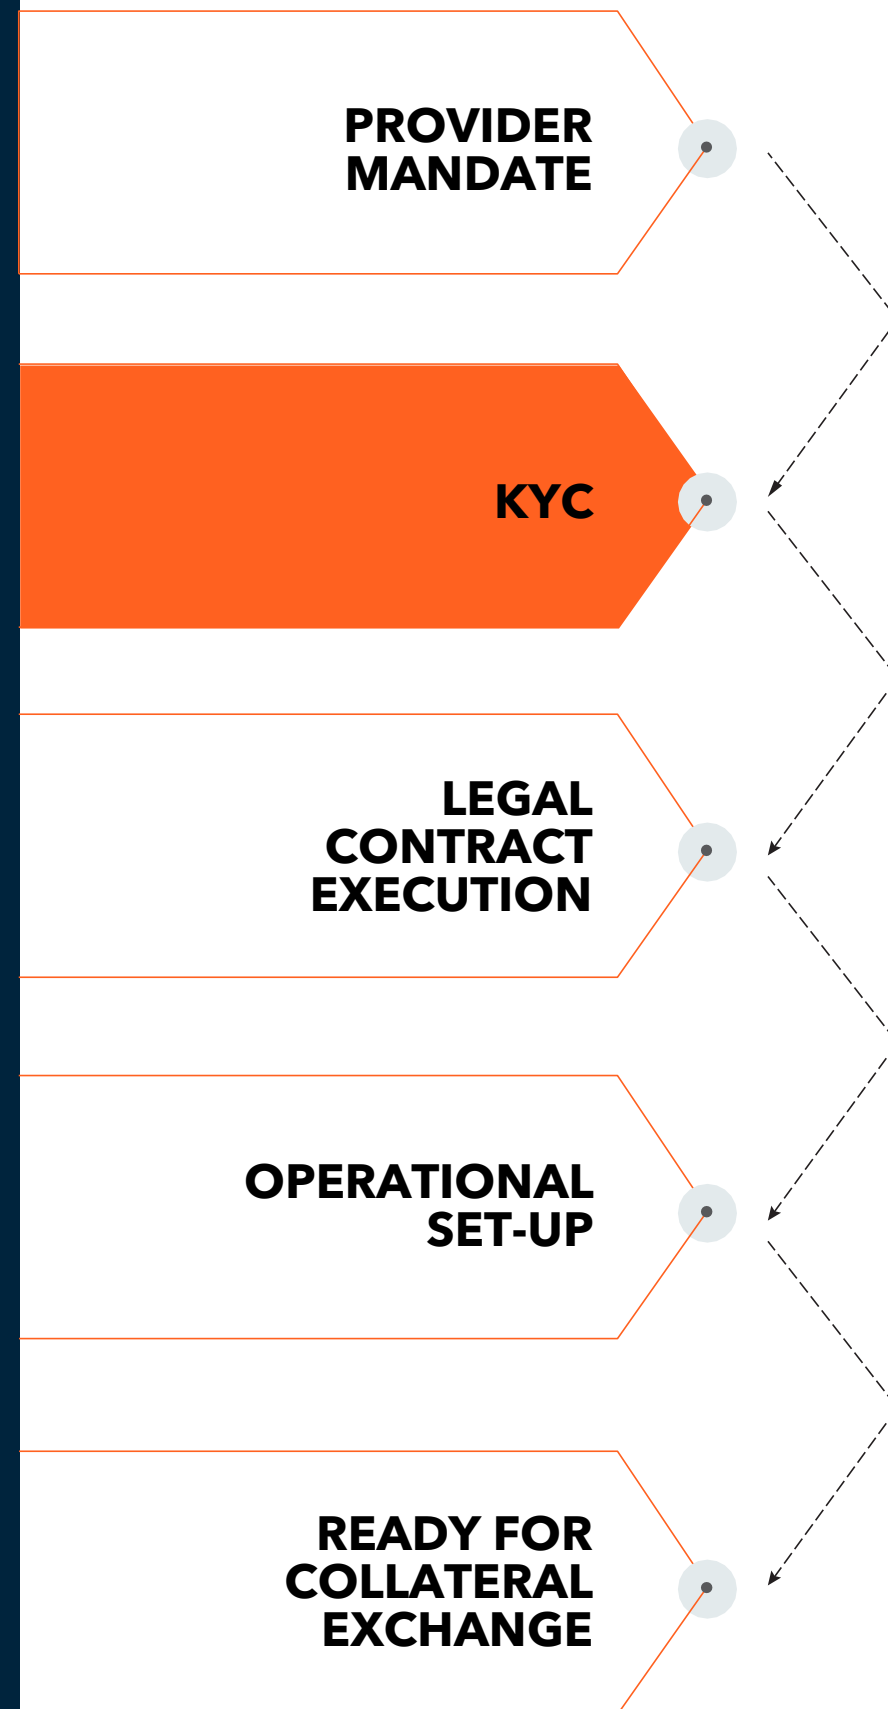 PROVIDER
MANDATE
KYC
LEGAL
CONTRACT
EXECUTION
OPERATIONAL
SET-UP
READY FOR
COLLATERAL
EXCHANGE